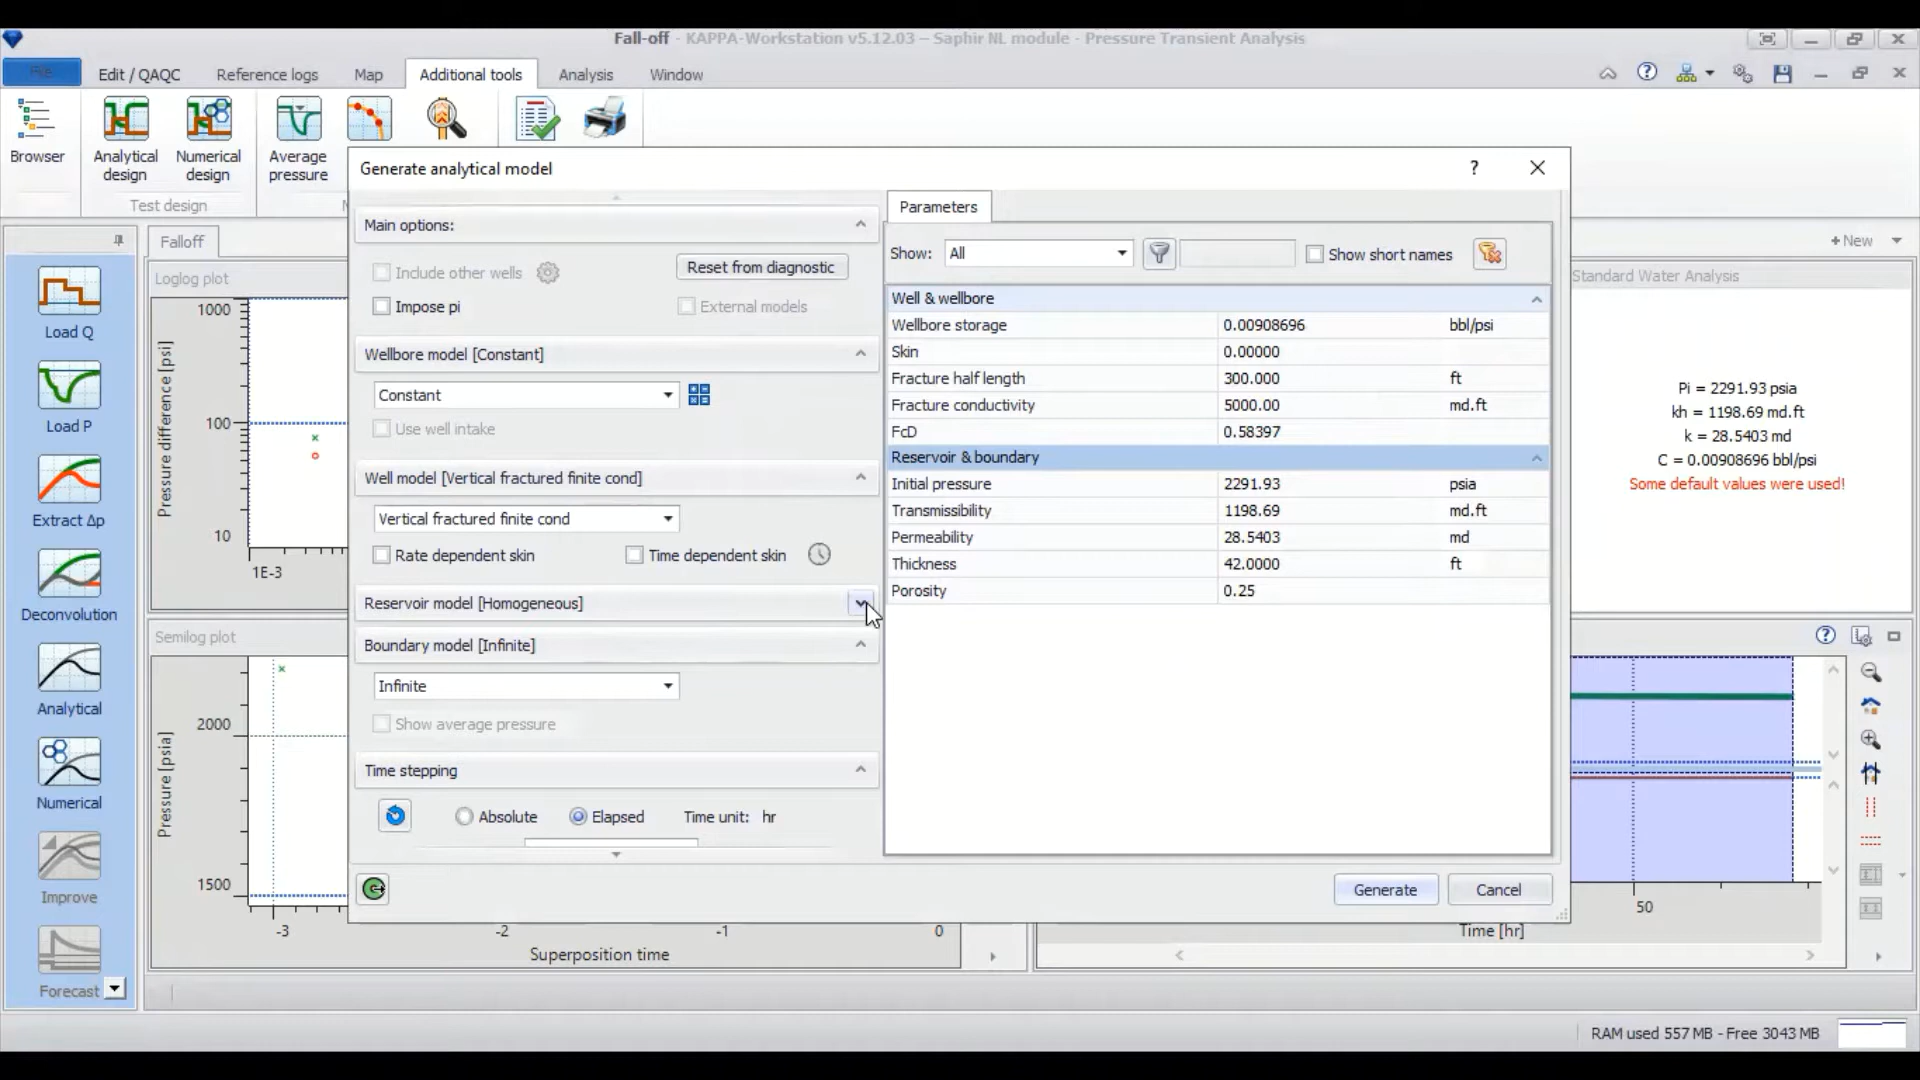 Fall-off - KAPPA-Workstation v5.12.03 – Saphir NL module - Pressure Transient Analysis
File
Edit / QAQC
Reference logs
Map
Additional tools
Analysis
Window
Browser
Analytical
design
Numerical
design
Average
pressure
Test design
Generate analytical model
?
Load Q
Load P
Extract Δp
Deconvolution
Analytical
Numerical
Improve
Forecast
Falloff
+ New
Loglog plot
Pressure difference [psi]
1000
100
10
1E-3
Semilog plot
Pressure [psia]
2000
1500
-3
-2
-1
0
Superposition time
Main options:
Include other wells
Reset from diagnostic
Impose pi
External models
Wellbore model [Constant]
Constant
Use well intake
Well model [Vertical fractured finite cond]
Vertical fractured finite cond
Rate dependent skin
Time dependent skin
Reservoir model [Homogeneous]
Boundary model [Infinite]
Infinite
Show average pressure
Time stepping
Absolute
Elapsed
Time unit: hr
Parameters
Show: All
Show short names
Well & wellbore
Wellbore storage 0.00908696 bbl/psi
Skin 0.00000
Fracture half length 300.000 ft
Fracture conductivity 5000.00 md.ft
FcD 0.58397
Reservoir & boundary
Initial pressure 2291.93 psia
Transmissibility 1198.69 md.ft
Permeability 28.5403 md
Thickness 42.0000 ft
Porosity 0.25
Generate
Cancel
Standard Water Analysis
Pi = 2291.93 psia
kh = 1198.69 md.ft
k = 28.5403 md
C = 0.00908696 bbl/psi
Some default values were used!
50
Time [hr]
RAM used 557 MB - Free 3043 MB